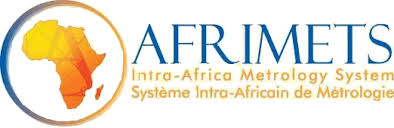 AFRIMETS
Intra-Africa Metrology System
Système Intra-Africain de Métrologie